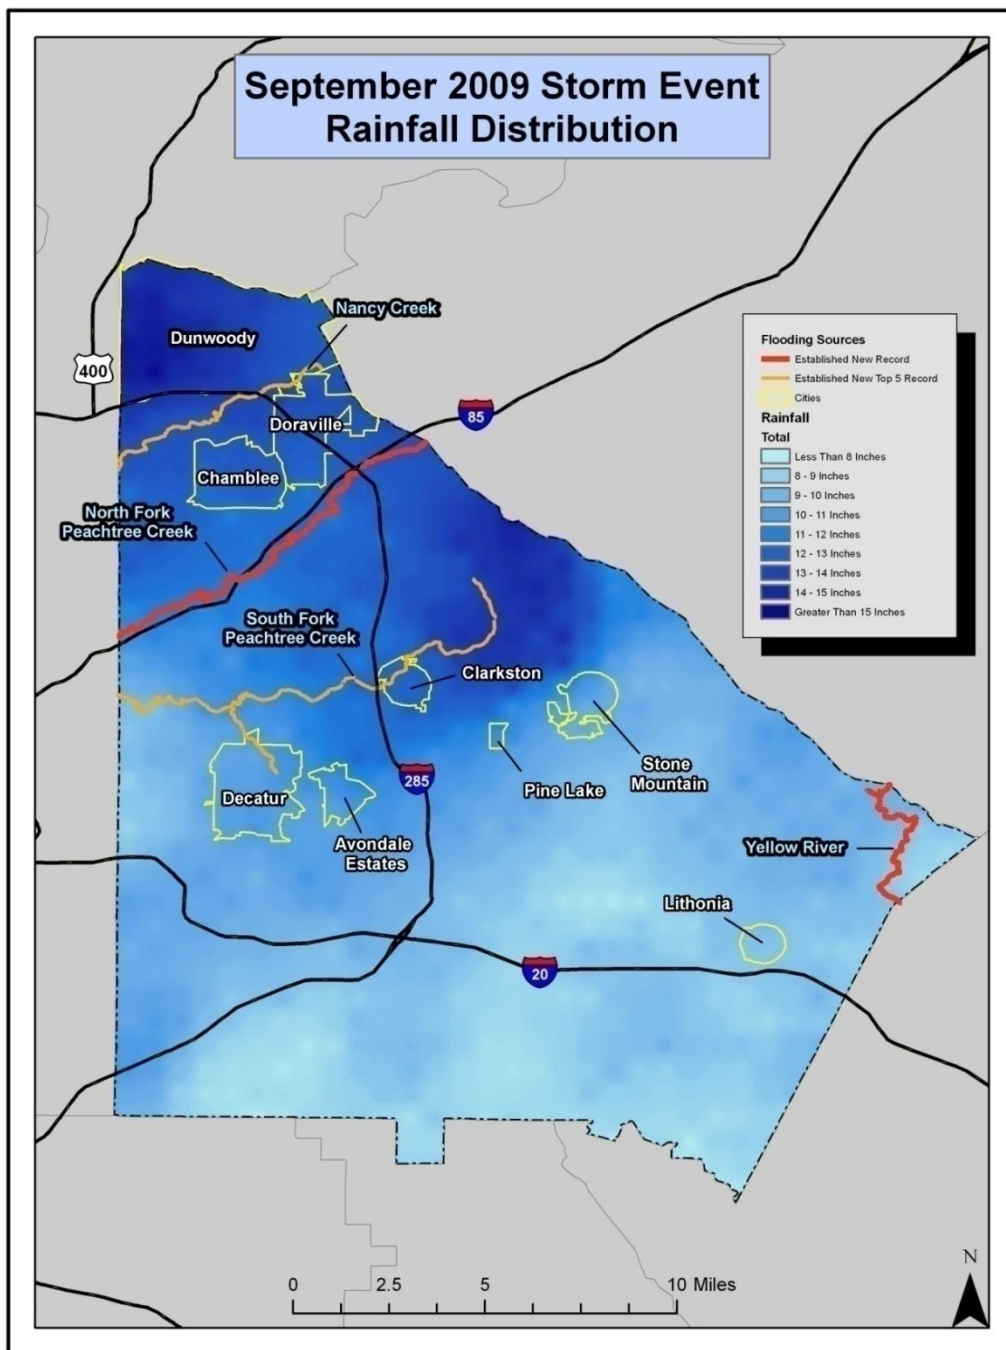 September 2009 Storm Event
Rainfall Distribution
Nancy Creek
Dunwoody
400
85
Doraville
Chamblee
North Fork
Peachtree Creek
South Fork
Peachtree Creek
Clarkston
Stone
Mountain
Pine Lake
285
Decatur
Avondale
Estates
Yellow River
Lithonia
20
Flooding Sources
Established New Record
Established New Top 5 Record
Cities
Rainfall
Total
Less Than 8 Inches
8 - 9 Inches
9 - 10 Inches
10 - 11 Inches
11 - 12 Inches
12 - 13 Inches
13 - 14 Inches
14 - 15 Inches
Greater Than 15 Inches
0 2.5 5 10 Miles
N